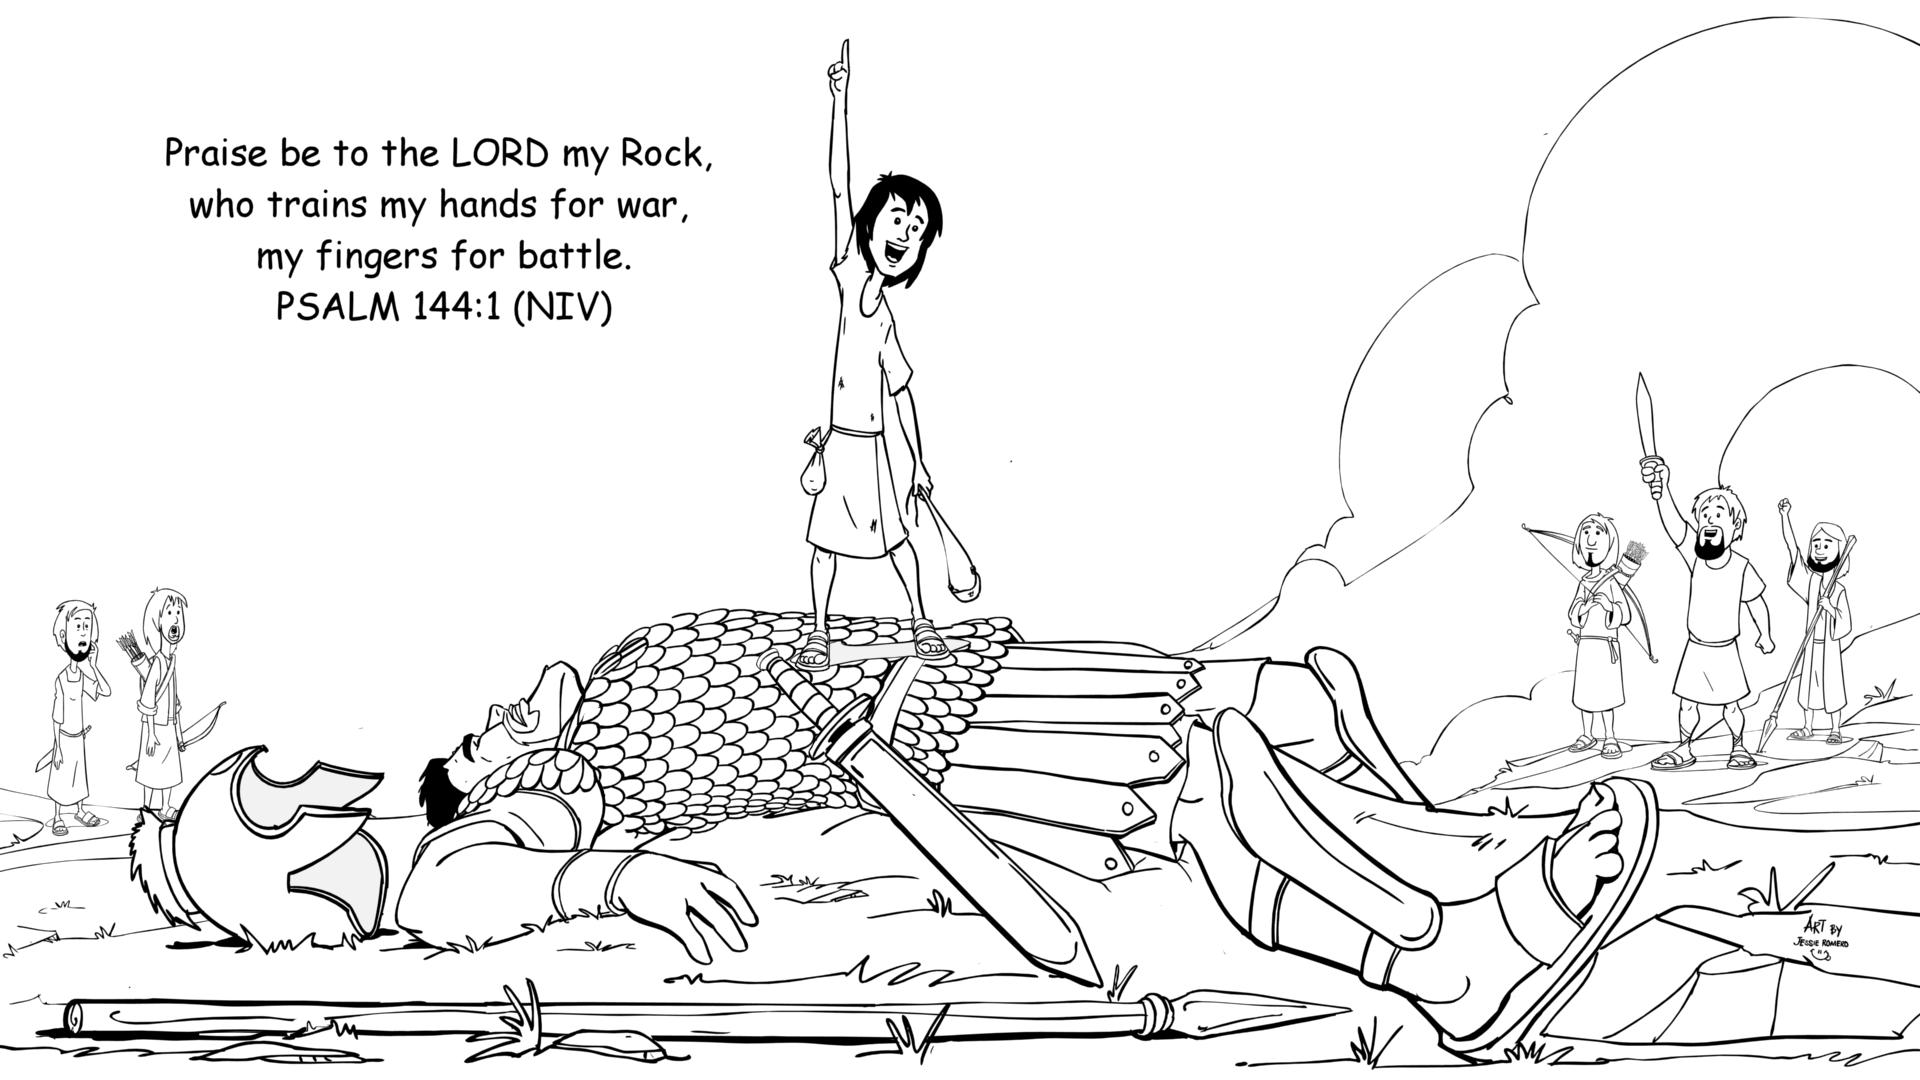 Praise be to the LORD my Rock,
who trains my hands for war,
my fingers for battle.
PSALM 144:1 (NIV)
ART BY
JESSIE ROMERO